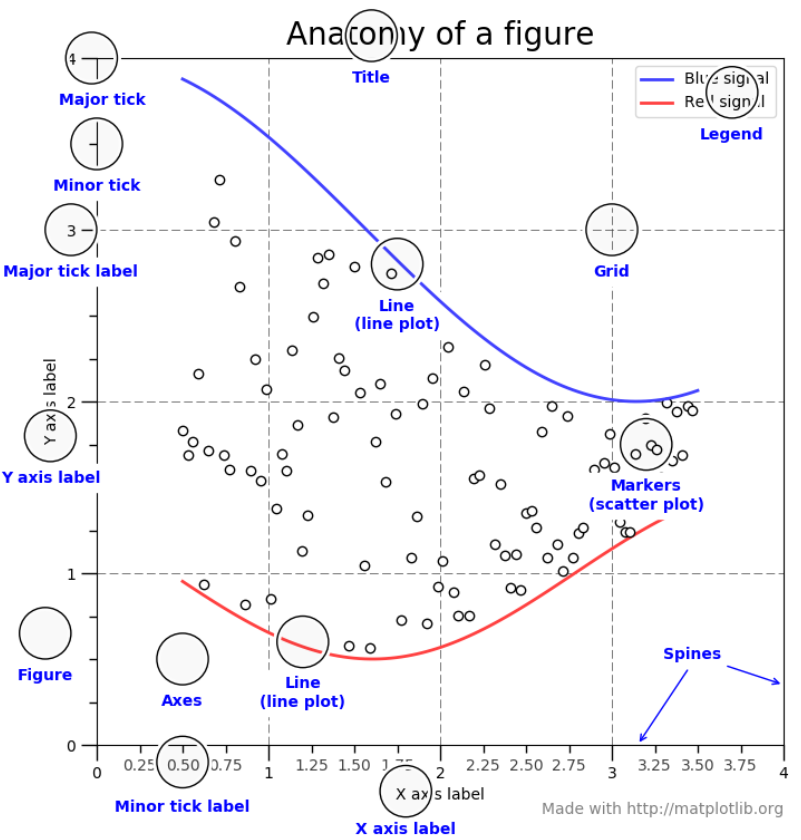 Anatomy of a figure
4
Blue signal
Red signal
Title
Major tick
Legend
Minor tick
3
Major tick label
Grid
Line
(line plot)
2
Y axis label
Y axis label
Markers
(scatter plot)
1
Figure
Axes
Line
(line plot)
Spines
0
0 0.25 0.50 0.75 1 1.25 1.50 1.75 2 2.25 2.50 2.75 3 3.25 3.50 3.75 4
Minor tick label
X axis label
Made with http://matplotlib.org
X axis label